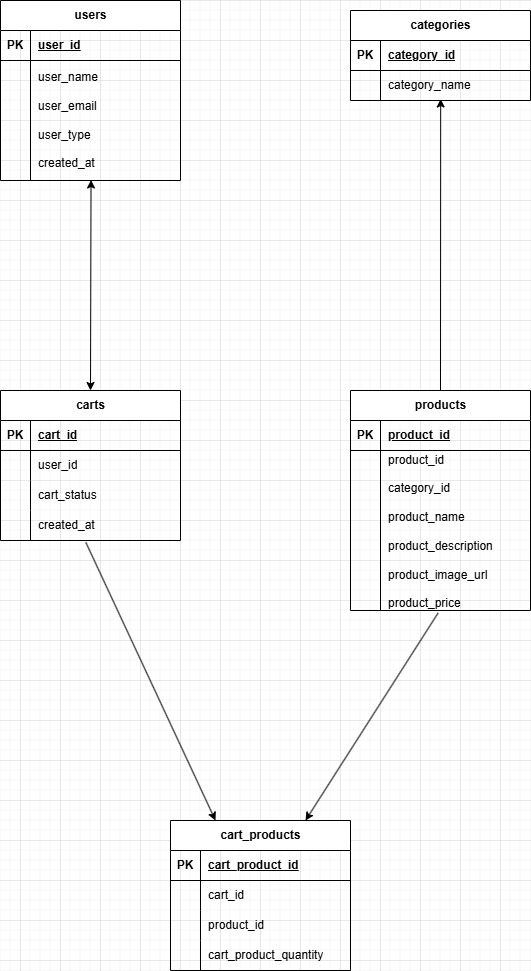 users
PK user_id
user_name
user_email
user_type
created_at
categories
PK category_id
category_name
carts
PK cart_id
user_id
cart_status
created_at
products
PK product_id
product_id
category_id
product_name
product_description
product_image_url
product_price
cart_products
PK cart_product_id
cart_id
product_id
cart_product_quantity